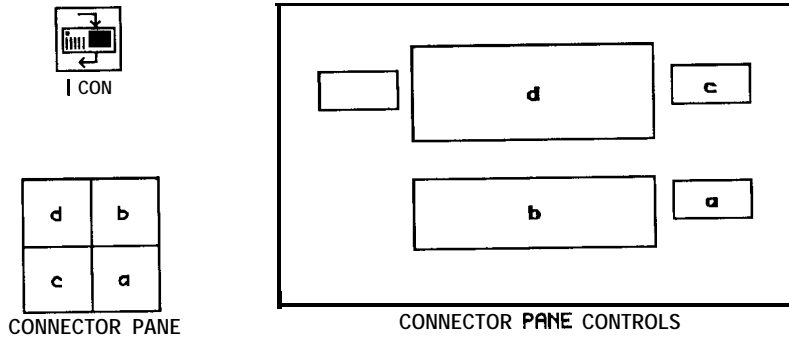 I CON
d b
c a
CONNECTOR PANE
d c
b a
CONNECTOR PANE CONTROLS